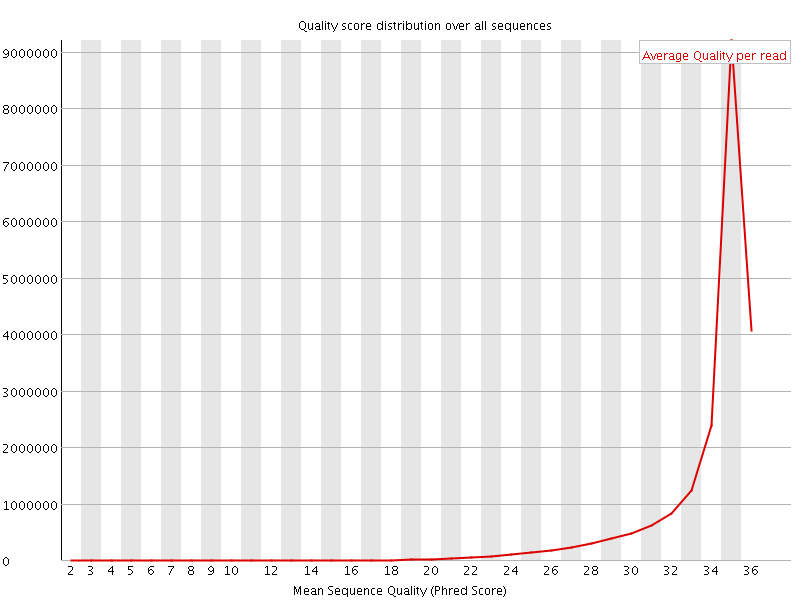 Quality score distribution over all sequences
Average Quality per read
9000000
8000000
7000000
6000000
5000000
4000000
3000000
2000000
1000000
0
2 3 4 5 6 7 8 9 10 12 14 16 18 20 22 24 26 28 30 32 34 36
Mean Sequence Quality (Phred Score)